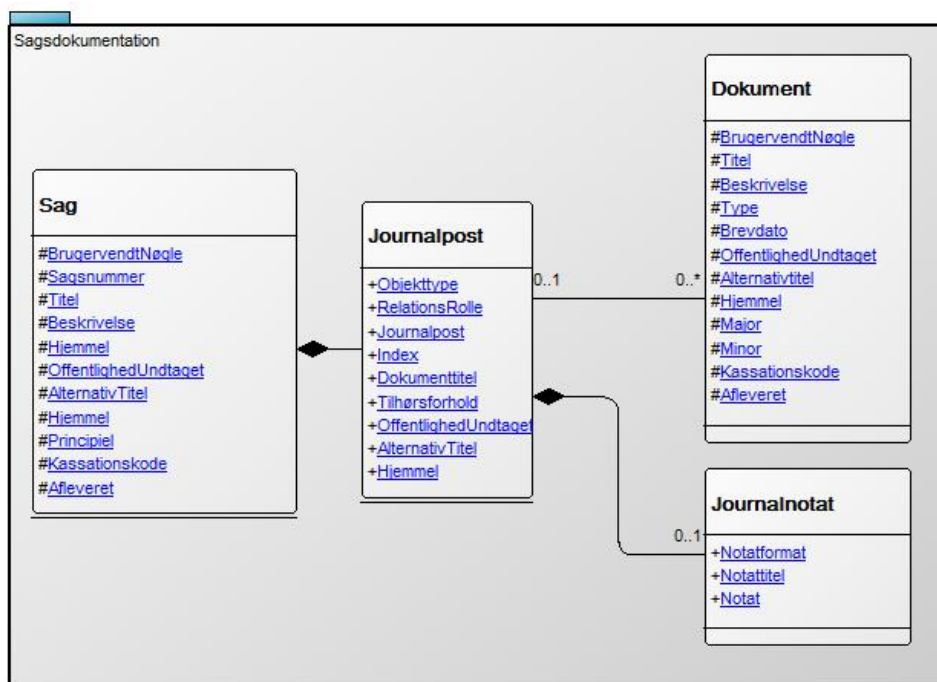 Sagsdokumentation
Sag
#BrugervendtNøgle
#Sagsnummer
#Titel
#Beskrivelse
#Hjemmel
#OffentlighedUndtaget
#AlternativTitel
#Hjemmel
#Principiel
#Kassationskode
#Afleveret
Journalpost
+Objekttype
+RelationsRolle
+Journalpost
+Index
+Dokumenttitel
+Tilhørsforhold
+OffentlighedUndtaget
+AlternativTitel
+Hjemmel
0..1
0..*
Dokument
#BrugervendtNøgle
#Titel
#Beskrivelse
#Type
#Brevdato
#OffentlighedUndtaget
#Alternativtitel
#Hjemmel
#Major
#Minor
#Kassationskode
#Afleveret
0..1
Journalnotat
+Notatformat
+Notattitel
+Notat